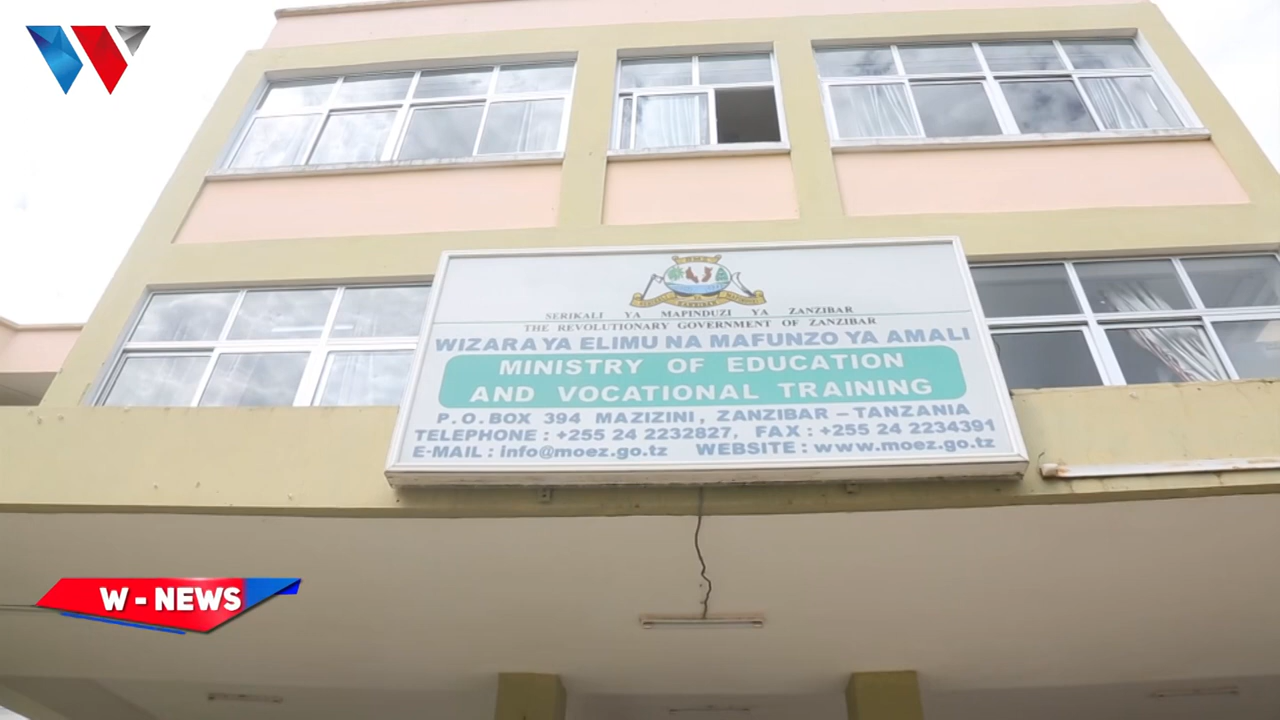 SERIKALI YA MAPINDUZI YA ZANZIBAR
THE REVOLUTIONARY GOVERNMENT OF ZANZIBAR
WIZARA YA ELIMU NA MAFUNZO YA AMALI
MINISTRY OF EDUCATION
AND VOCATIONAL TRAINING
P.O.BOX 394 MAZIZINI, ZANZIBAR – TANZANIA
TELEPHONE : +255 24 2232827, FAX : +255 24 2234391
E-MAIL : info@moez.go.tz WEBSITE : www.moez.go.tz
W - NEWS